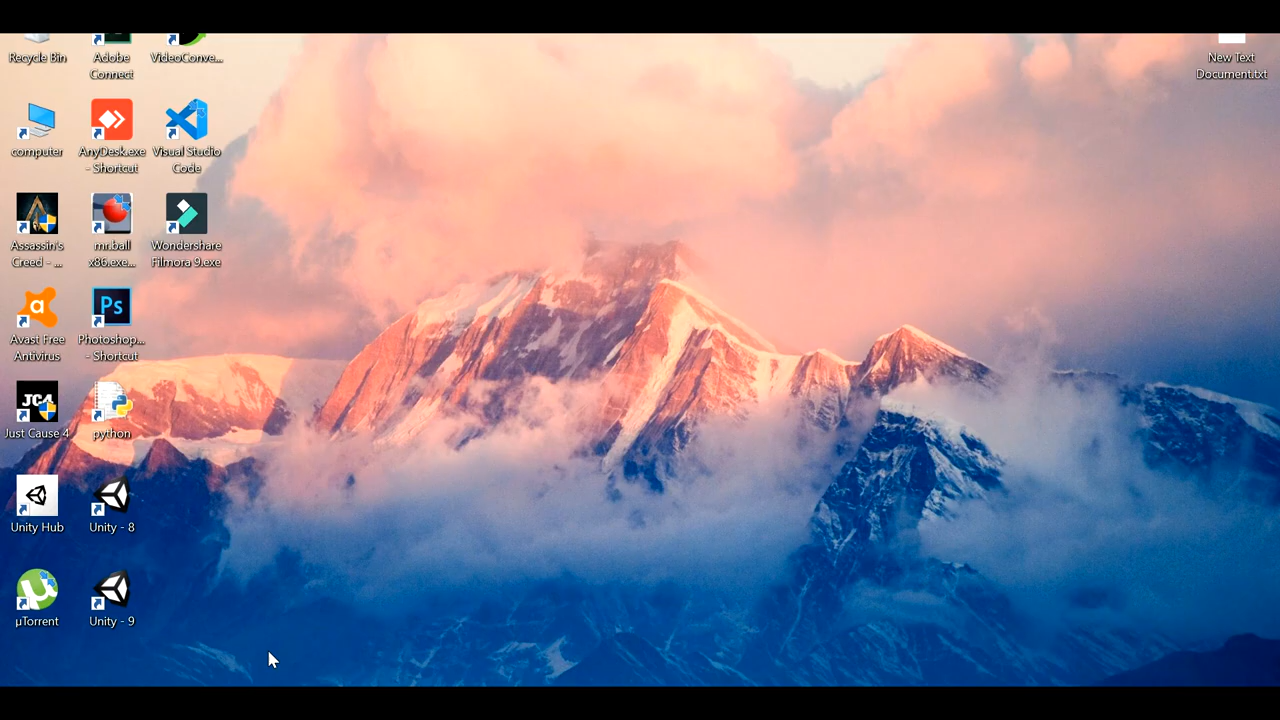 Recycle Bin
Adobe
Connect
VideoConve...
New Text
Document.txt
computer
AnyDesk.exe
- Shortcut
Visual Studio
Code
Assassin's
Creed - ...
mr.ball
x86.exe...
Wondershare
Filmora 9.exe
a
Avast Free
Antivirus
Ps
Photoshop...
- Shortcut
JC4
Just Cause 4
python
Unity Hub
Unity - 8
µTorrent
Unity - 9